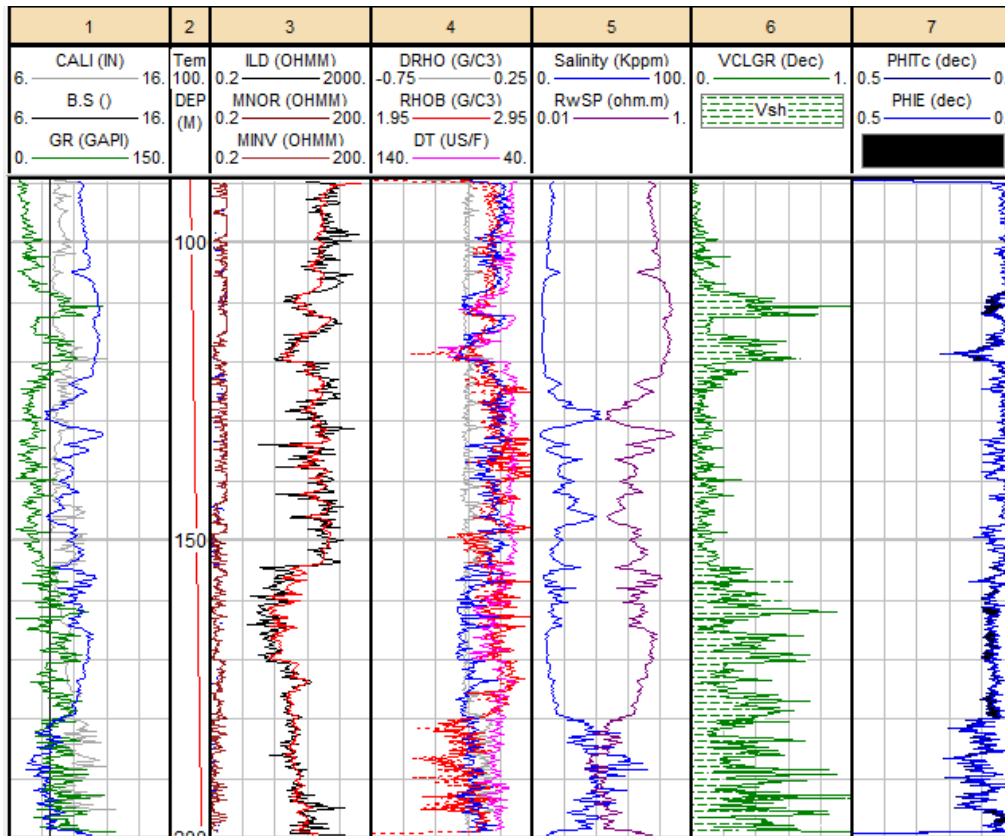 1 2 3 4 5 6 7
CALI (IN) Tem ILD (OHMM) DRHO (G/C3) Salinity (Kppm) VCLGR (Dec) PHITc (dec)
6. 16. 100. 0.2 2000. -0.75 0.25 0. 100. 0. 1. 0.5 0.
B.S () DEP MNOR (OHMM) RHOB (G/C3) RwSP (ohm.m) Vsh PHIE (dec)
6. 16. (M) 0.2 200. 1.95 2.95 0.01 1. 0.5 0.
GR (GAPI) MINV (OHMM) DT (US/F)
0. 150. 0.2 200. 140. 40.
100
150